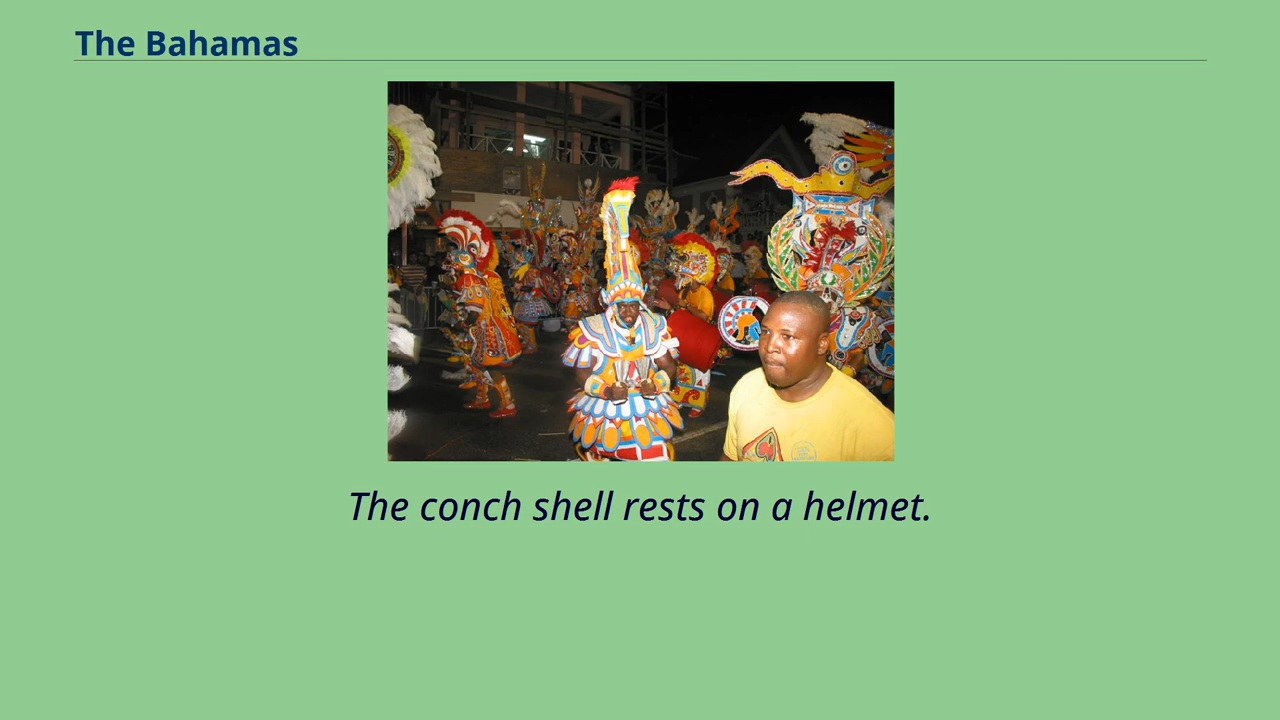 The Bahamas
The conch shell rests on a helmet.